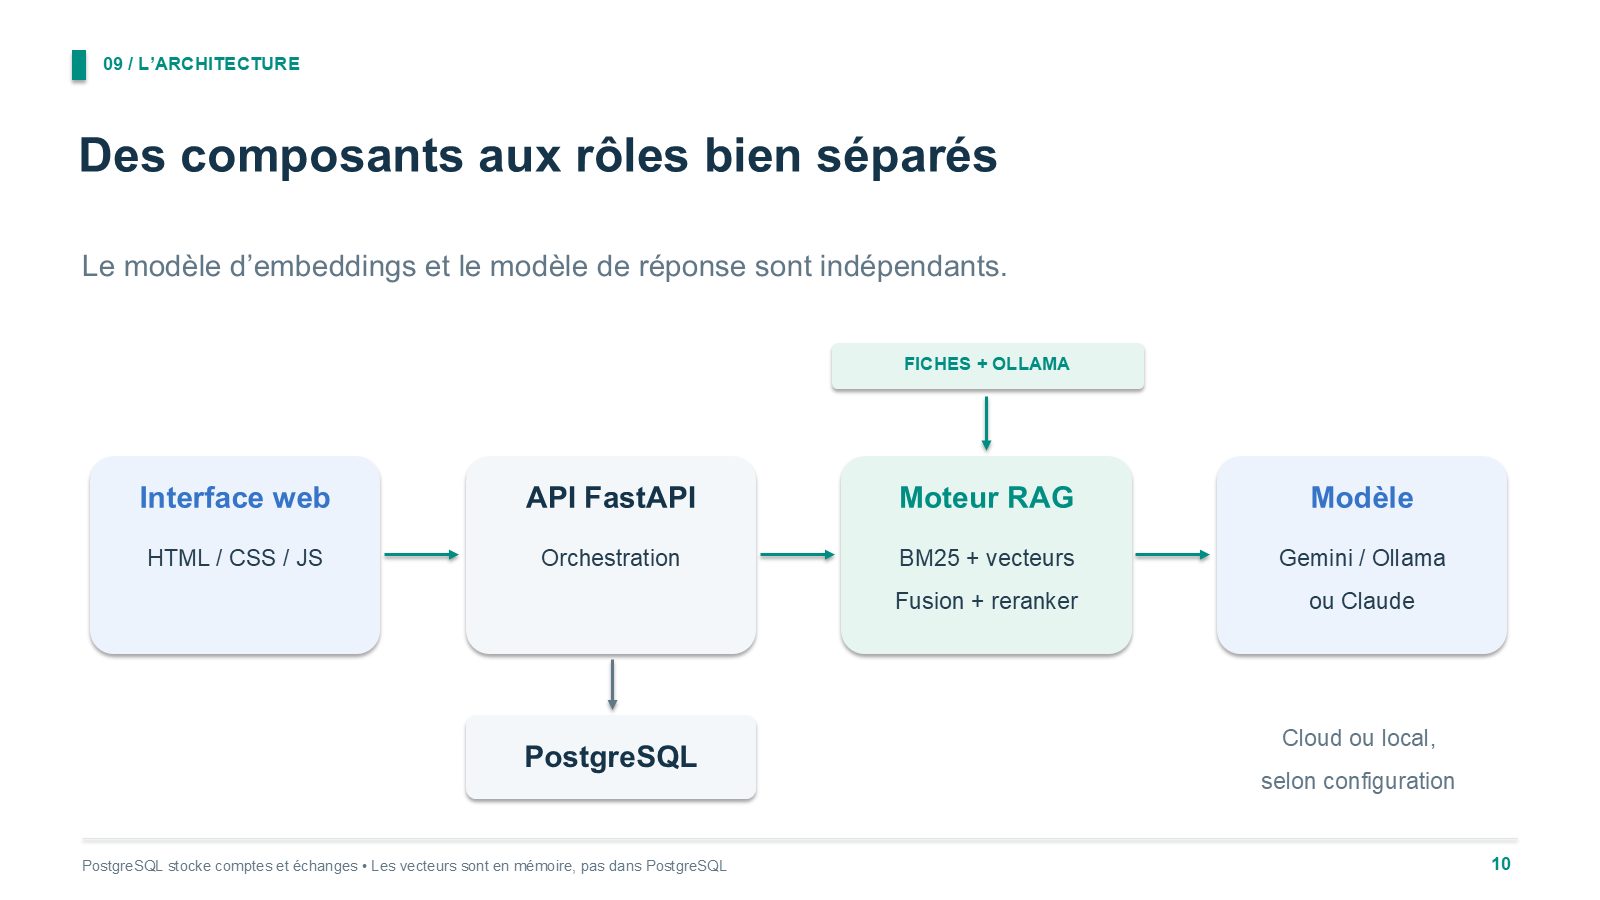 09 / L’ARCHITECTURE
Des composants aux rôles bien séparés
Le modèle d’embeddings et le modèle de réponse sont indépendants.
FICHES + OLLAMA
Interface web
HTML / CSS / JS
API FastAPI
Orchestration
Moteur RAG
BM25 + vecteurs
Fusion + reranker
Modèle
Gemini / Ollama
ou Claude
PostgreSQL
Cloud ou local,
selon configuration
PostgreSQL stocke comptes et échanges • Les vecteurs sont en mémoire, pas dans PostgreSQL
10